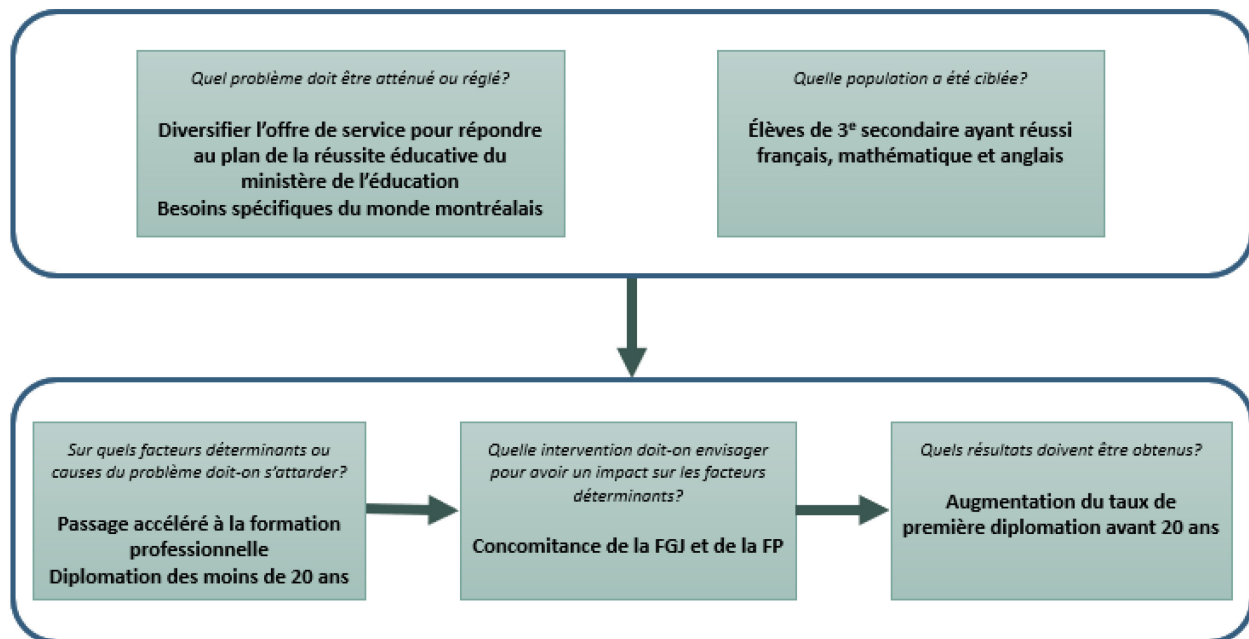 Quel problème doit être atténué ou réglé?
Diversifier l’offre de service pour répondre
au plan de la réussite éducative du
ministère de l’éducation
Besoins spécifiques du monde montréalais
Quelle population a été ciblée?
Élèves de 3e secondaire ayant réussi
français, mathématique et anglais
Sur quels facteurs déterminants ou
causes du problème doit-on s’attarder?
Passage accéléré à la formation
professionnelle
Diplomation des moins de 20 ans
Quelle intervention doit-on envisager
pour avoir un impact sur les facteurs
déterminants?
Concomitance de la FGJ et de la FP
Quels résultats doivent être obtenus?
Augmentation du taux de
première diplomation avant 20 ans